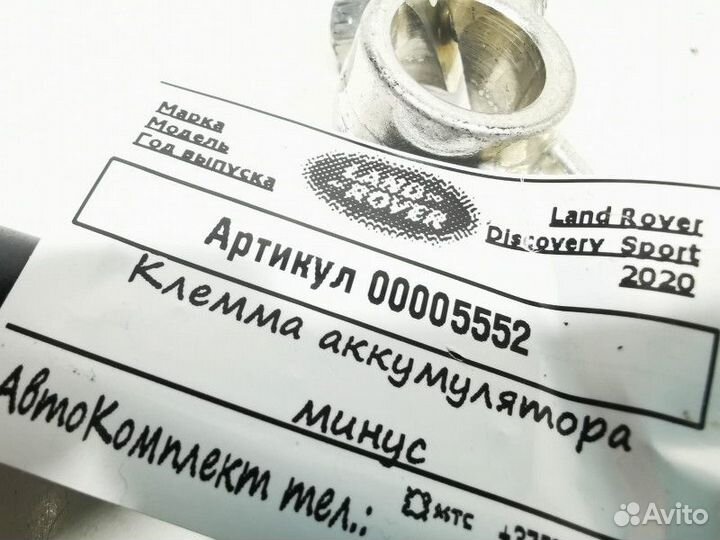 Марка
Модель
Год выпуска
LAND-
ROVER
Land Rover
Discovery Sport
2020
Артикул 00005552
Клемма аккумулятора
минус
АвтоКомплект тел.:
мтс
Avito